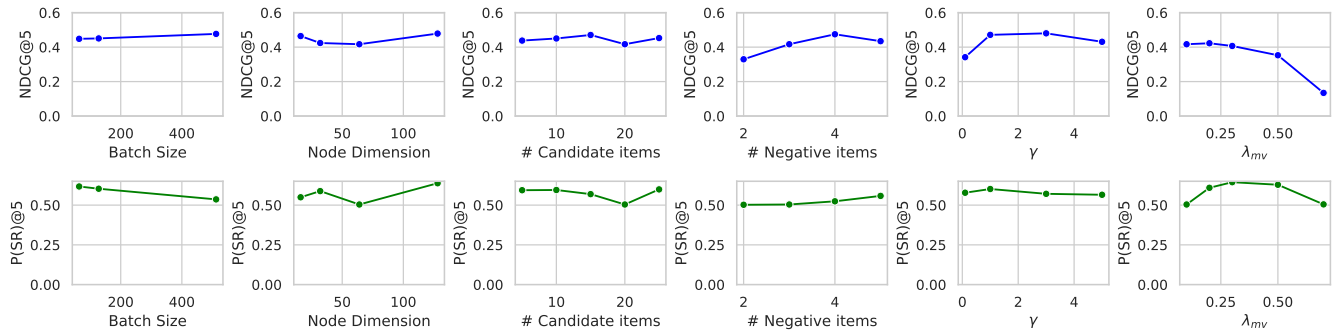 NDCG@5
0.6
0.4
0.2
0.0
200 400
Batch Size
NDCG@5
0.6
0.4
0.2
0.0
50 100
Node Dimension
NDCG@5
0.6
0.4
0.2
0.0
10 20
# Candidate items
NDCG@5
0.6
0.4
0.2
0.0
2 4
# Negative items
NDCG@5
0.6
0.4
0.2
0.0
0 2 4
γ
NDCG@5
0.6
0.4
0.2
0.0
0.25 0.50
λmv
P(SR)@5
0.50
0.25
0.00
200 400
Batch Size
P(SR)@5
0.50
0.25
0.00
50 100
Node Dimension
P(SR)@5
0.50
0.25
0.00
10 20
# Candidate items
P(SR)@5
0.50
0.25
0.00
2 4
# Negative items
P(SR)@5
0.50
0.25
0.00
0 2 4
γ
P(SR)@5
0.50
0.25
0.00
0.25 0.50
λmv